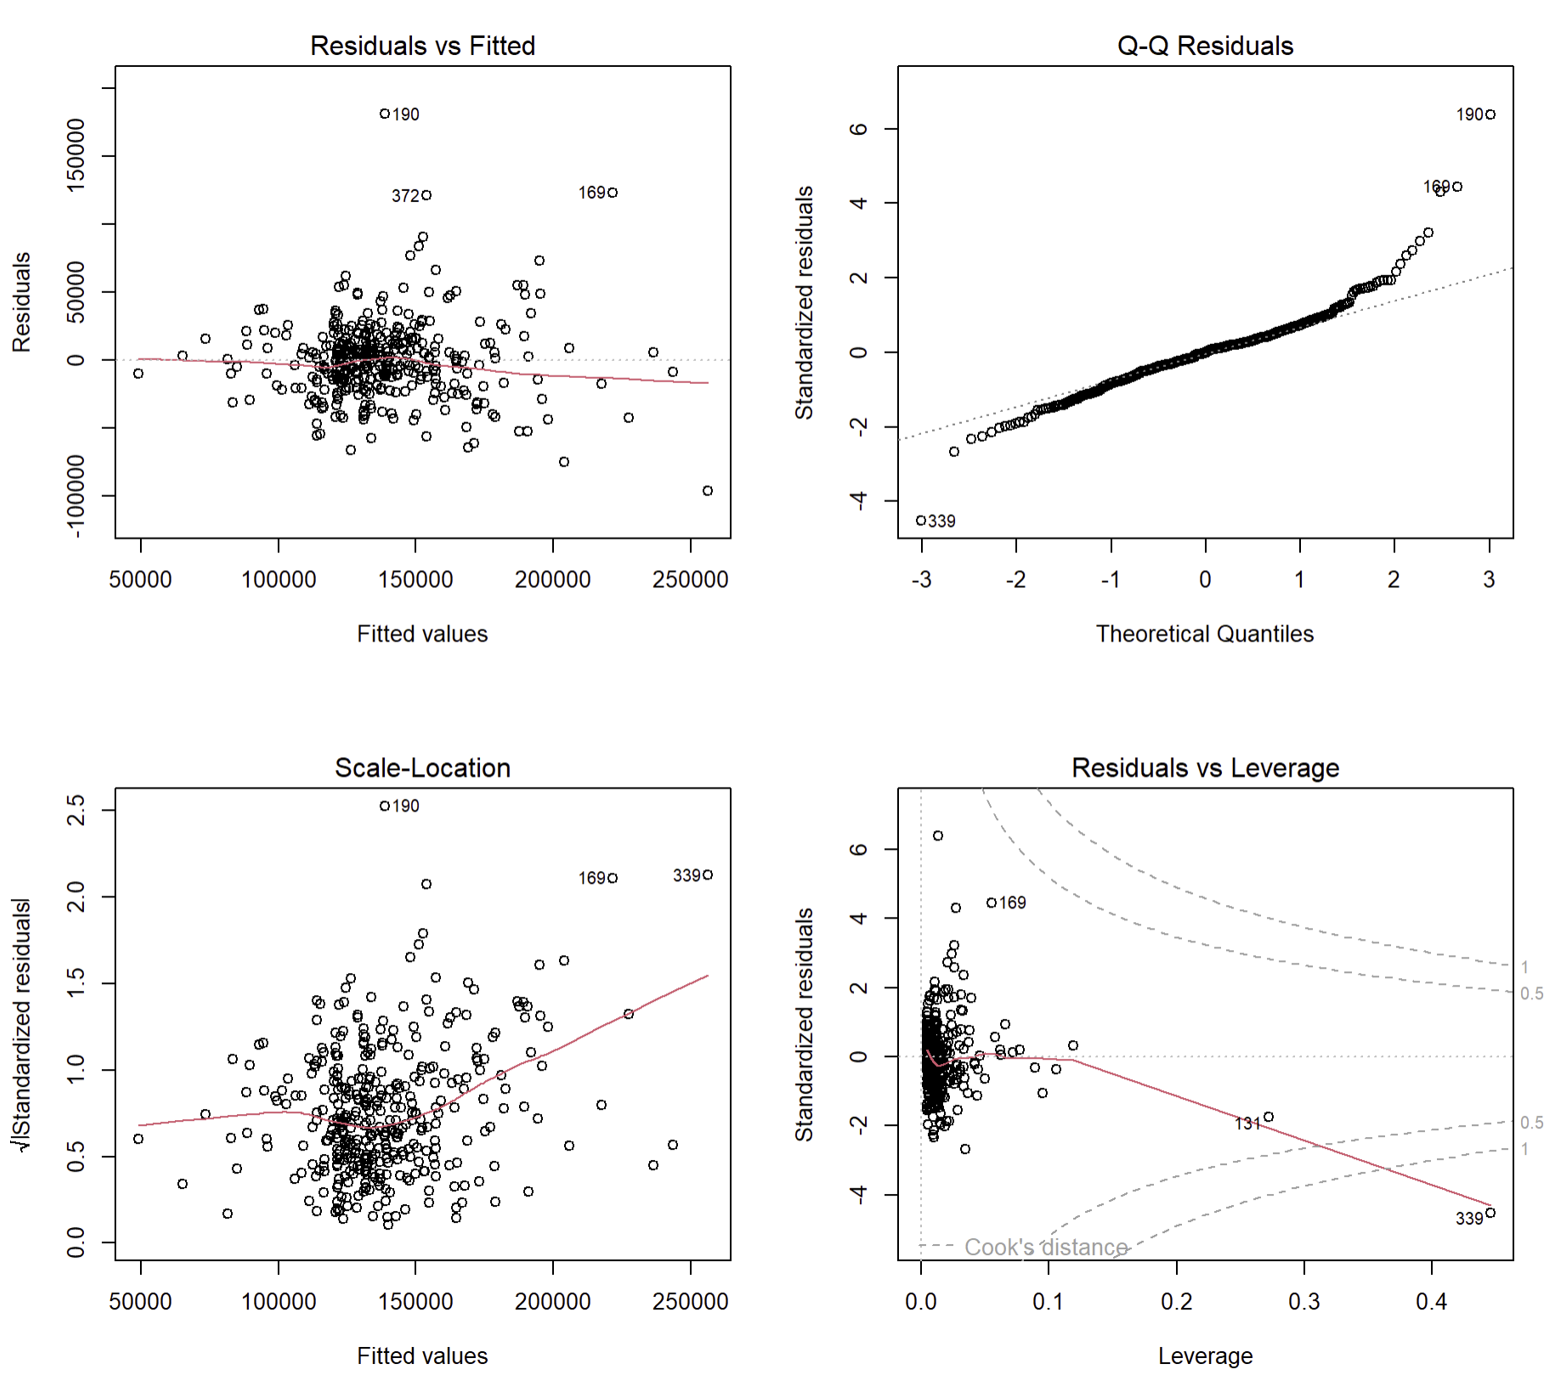 Residuals vs Fitted
Residuals
-100000 0 50000 150000
190
372
169
50000 100000 150000 200000 250000
Fitted values
Q-Q Residuals
Standardized residuals
-4 -2 0 2 4 6
190
169
339
-3 -2 -1 0 1 2 3
Theoretical Quantiles
Scale-Location
√|Standardized residuals|
0.0 0.5 1.0 1.5 2.0 2.5
190
169
339
50000 100000 150000 200000 250000
Fitted values
Residuals vs Leverage
Standardized residuals
-4 -2 0 2 4 6
169
131
339
1
0.5
0.5
1
Cook's distance
0.0 0.1 0.2 0.3 0.4
Leverage